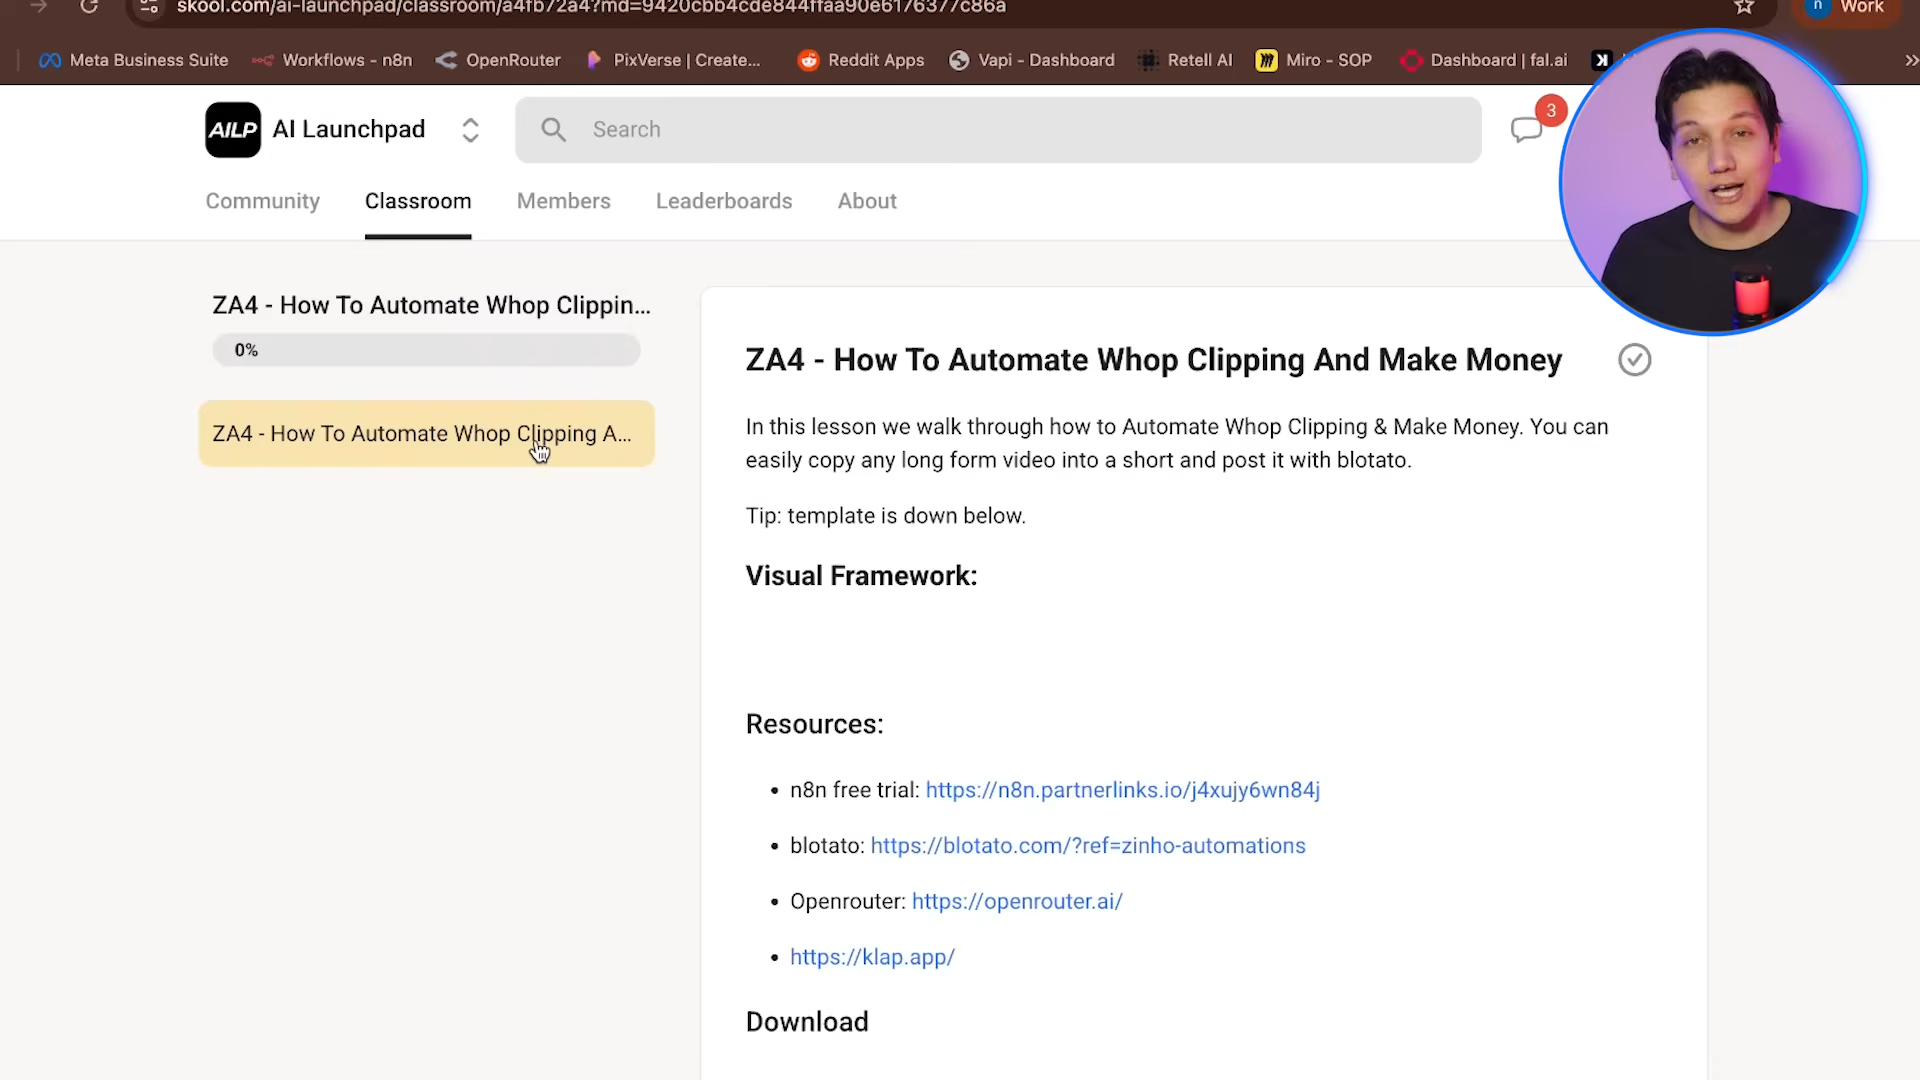 skool.com/ai-launchpad/classroom/a4fb72a4?md=9420cbb4cde844ffaa90e6176377c86a
n Work
Meta Business Suite Workflows - n8n OpenRouter PixVerse | Create... Reddit Apps Vapi - Dashboard Retell AI Miro - SOP Dashboard | fal.ai
AILP AI Launchpad Search 3
Community Classroom Members Leaderboards About
ZA4 - How To Automate Whop Clippin...
0%
ZA4 - How To Automate Whop Clipping A...
ZA4 - How To Automate Whop Clipping And Make Money
In this lesson we walk through how to Automate Whop Clipping & Make Money. You can
easily copy any long form video into a short and post it with blotato.
Tip: template is down below.
Visual Framework:
Resources:
• n8n free trial: https://n8n.partnerlinks.io/j4xujy6wn84j
• blotato: https://blotato.com/?ref=zinho-automations
• Openrouter: https://openrouter.ai/
• https://klap.app/
Download